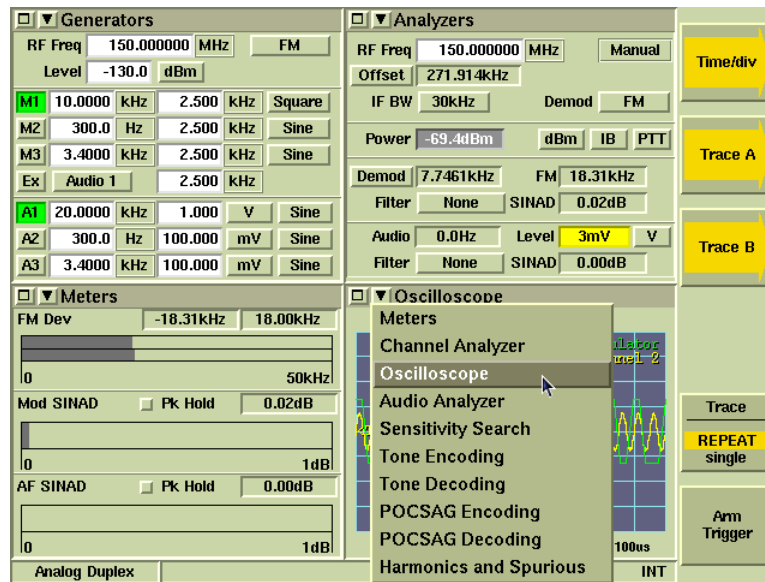 Generators
RF Freq 150.000000 MHz FM
Level -130.0 dBm
M1 10.0000 kHz 2.500 kHz Square
M2 300.0 Hz 2.500 kHz Sine
M3 3.4000 kHz 2.500 kHz Sine
Ex Audio 1 2.500 kHz
A1 20.0000 kHz 1.000 V Sine
A2 300.0 Hz 100.000 mV Sine
A3 3.4000 kHz 100.000 mV Sine
Analyzers
RF Freq 150.000000 MHz Manual
Offset 271.914kHz
IF BW 30kHz Demod FM
Power -69.4dBm dBm IB PTT
Demod 7.7461kHz FM 18.31kHz
Filter None SINAD 0.02dB
Audio 0.0Hz Level 3mV V
Filter None SINAD 0.00dB
Time/div
Trace A
Trace B
Meters
FM Dev -18.31kHz 18.00kHz
0 50kHz
Mod SINAD Pk Hold 0.02dB
0 1dB
AF SINAD Pk Hold 0.00dB
0 1dB
Oscilloscope
Meters
Channel Analyzer
Oscilloscope
Audio Analyzer
Sensitivity Search
Tone Encoding
Tone Decoding
POCSAG Encoding
POCSAG Decoding
Harmonics and Spurious
2
100us
Trace
REPEAT
single
Arm
Trigger
Analog Duplex
INT